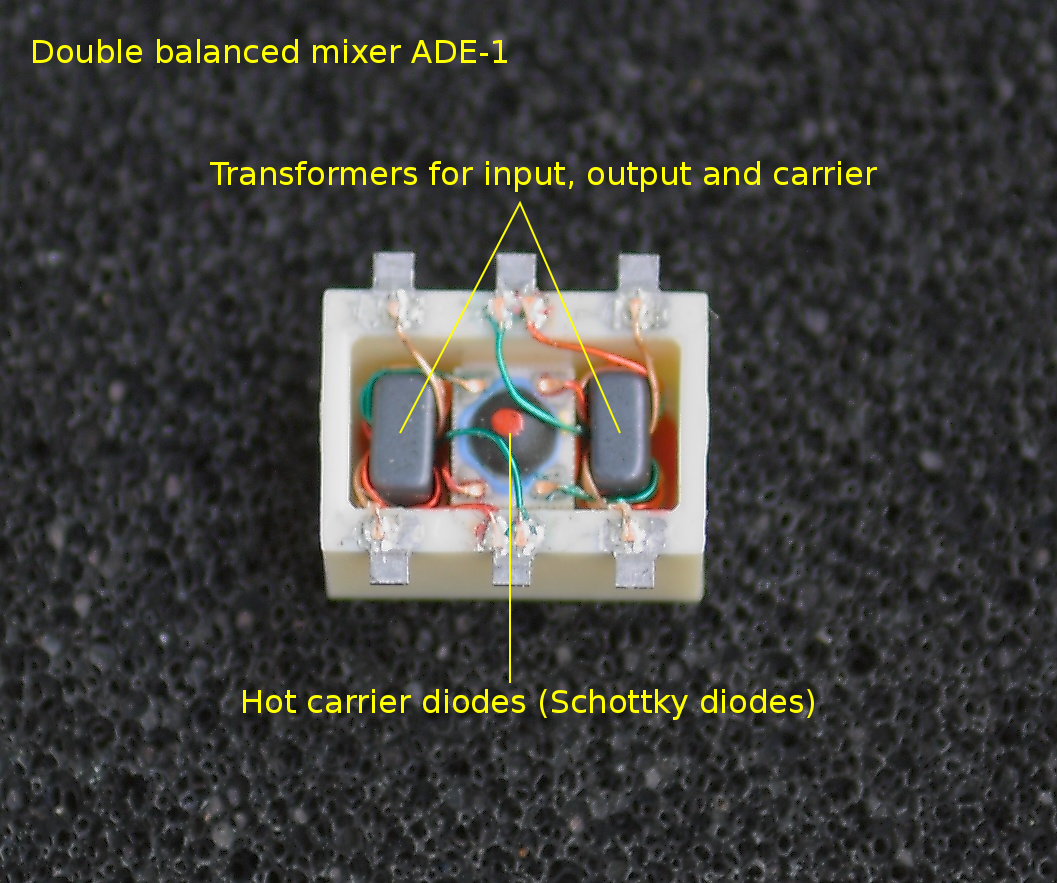 Double balanced mixer ADE-1
Transformers for input, output and carrier
Hot carrier diodes (Schottky diodes)